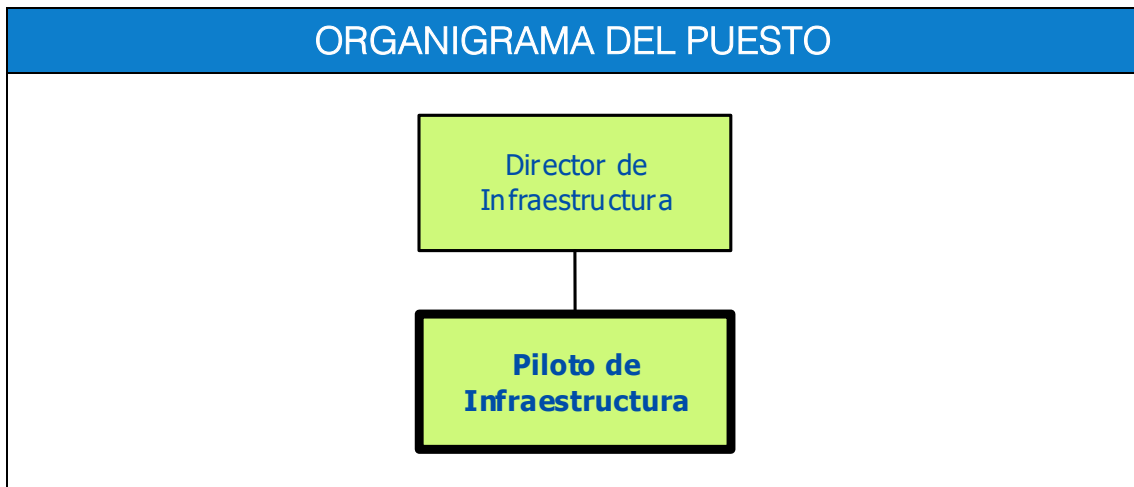 ORGANIGRAMA DEL PUESTO
Director de
Infraestructura
Piloto de
Infraestructura